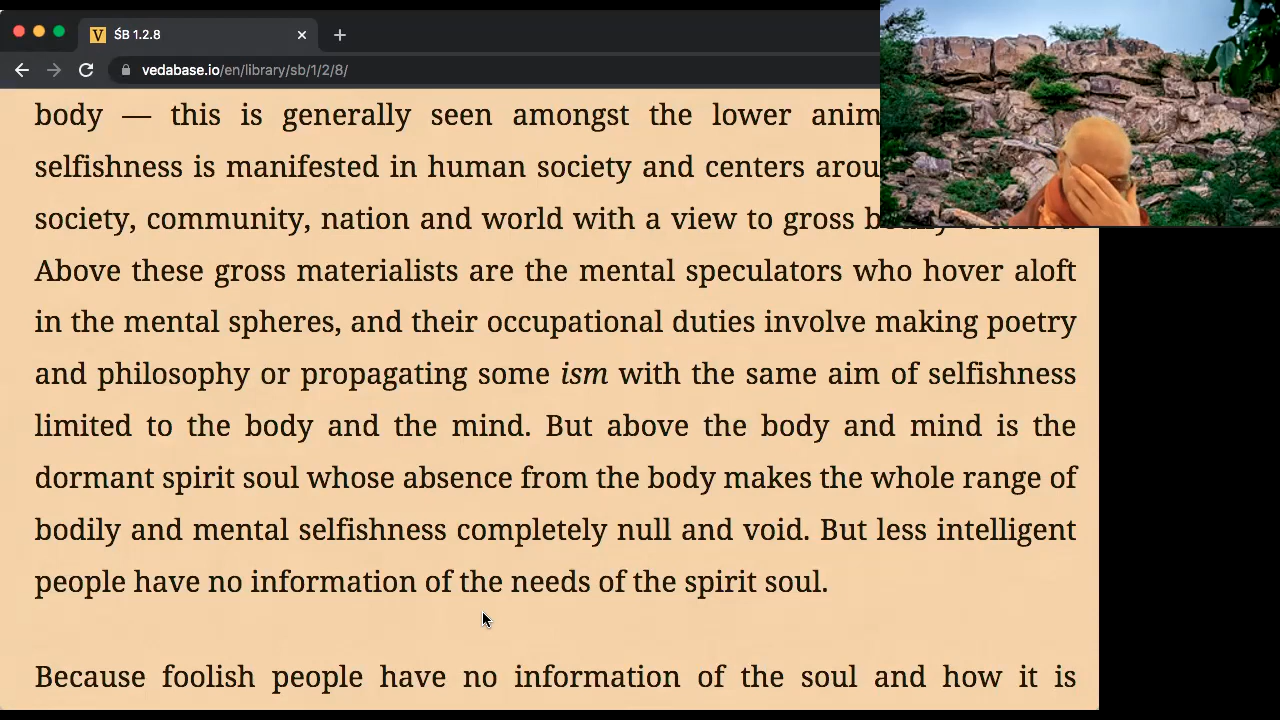 ŚB 1.2.8
vedabase.io/en/library/sb/1/2/8/
body — this is generally seen amongst the lower
selfishness is manifested in human society and centers
society, community, nation and world with a view to gross
Above these gross materialists are the mental speculators who hover aloft
in the mental spheres, and their occupational duties involve making poetry
and philosophy or propagating some ism with the same aim of selfishness
limited to the body and the mind. But above the body and mind is the
dormant spirit soul whose absence from the body makes the whole range of
bodily and mental selfishness completely null and void. But less intelligent
people have no information of the needs of the spirit soul.
Because foolish people have no information of the soul and how it is